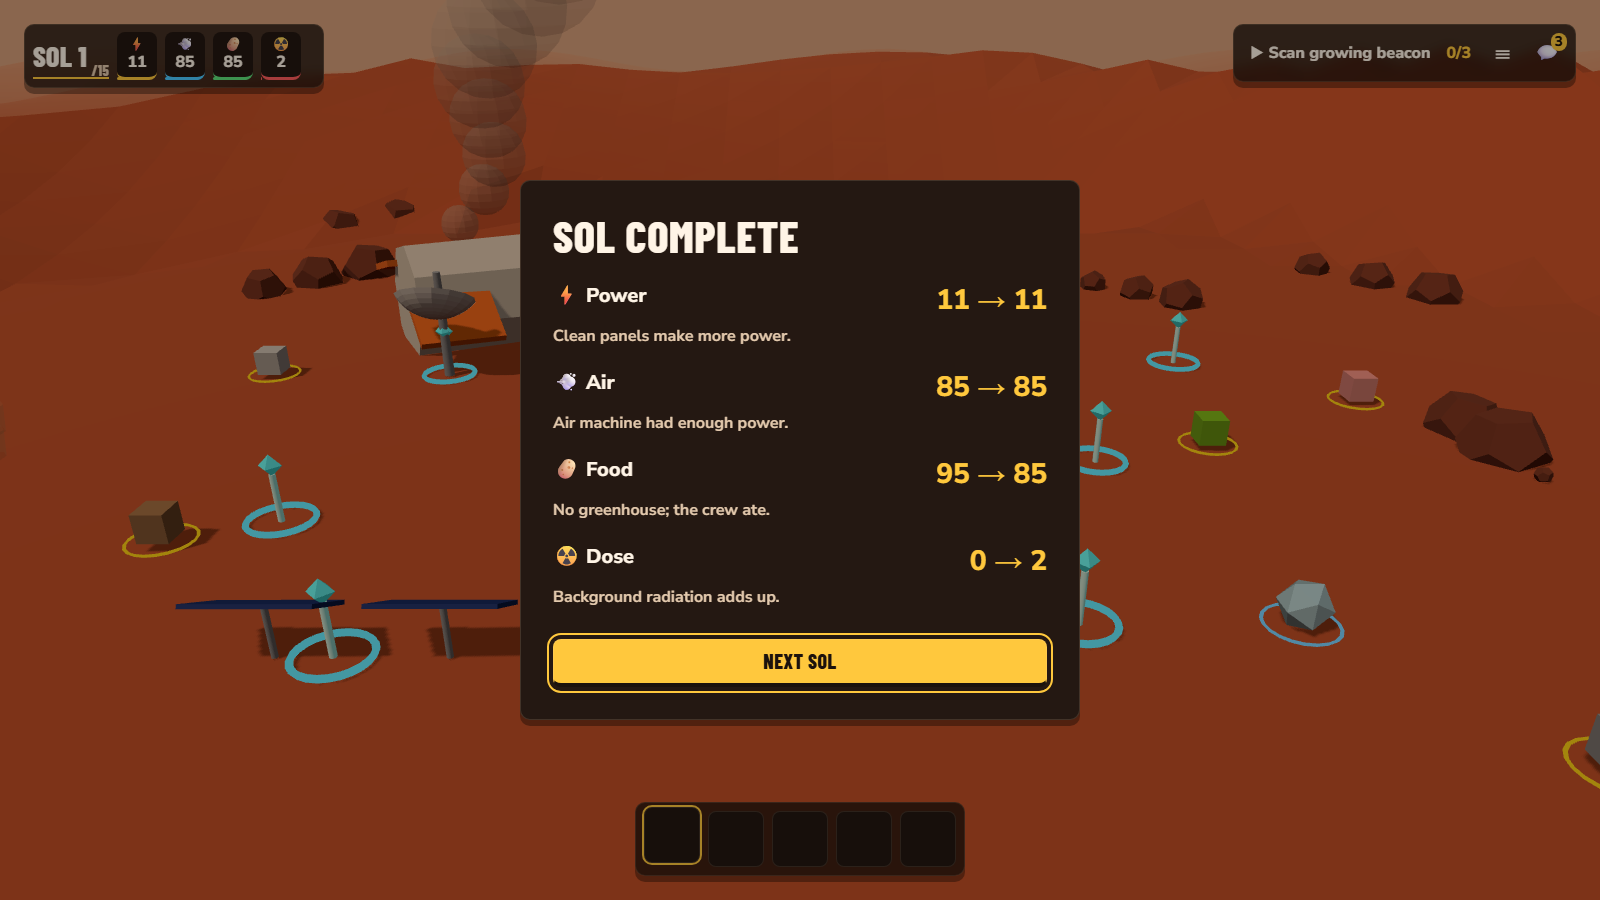 SOL 1 /15
11 85 85 2
Scan growing beacon 0/3
3
SOL COMPLETE
Power 11 → 11
Clean panels make more power.
Air 85 → 85
Air machine had enough power.
Food 95 → 85
No greenhouse; the crew ate.
Dose 0 → 2
Background radiation adds up.
NEXT SOL